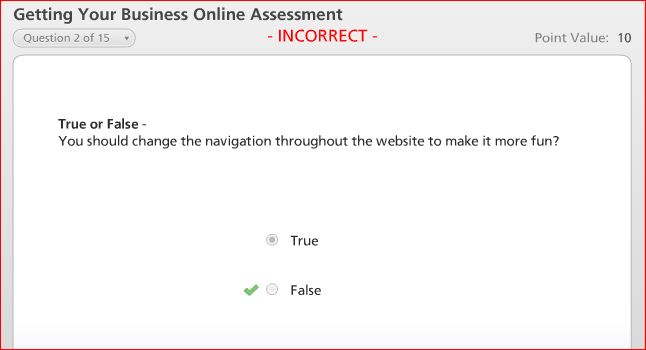 Getting Your Business Online Assessment
Question 2 of 15
- INCORRECT -
Point Value: 10
True or False -
You should change the navigation throughout the website to make it more fun?
True
False